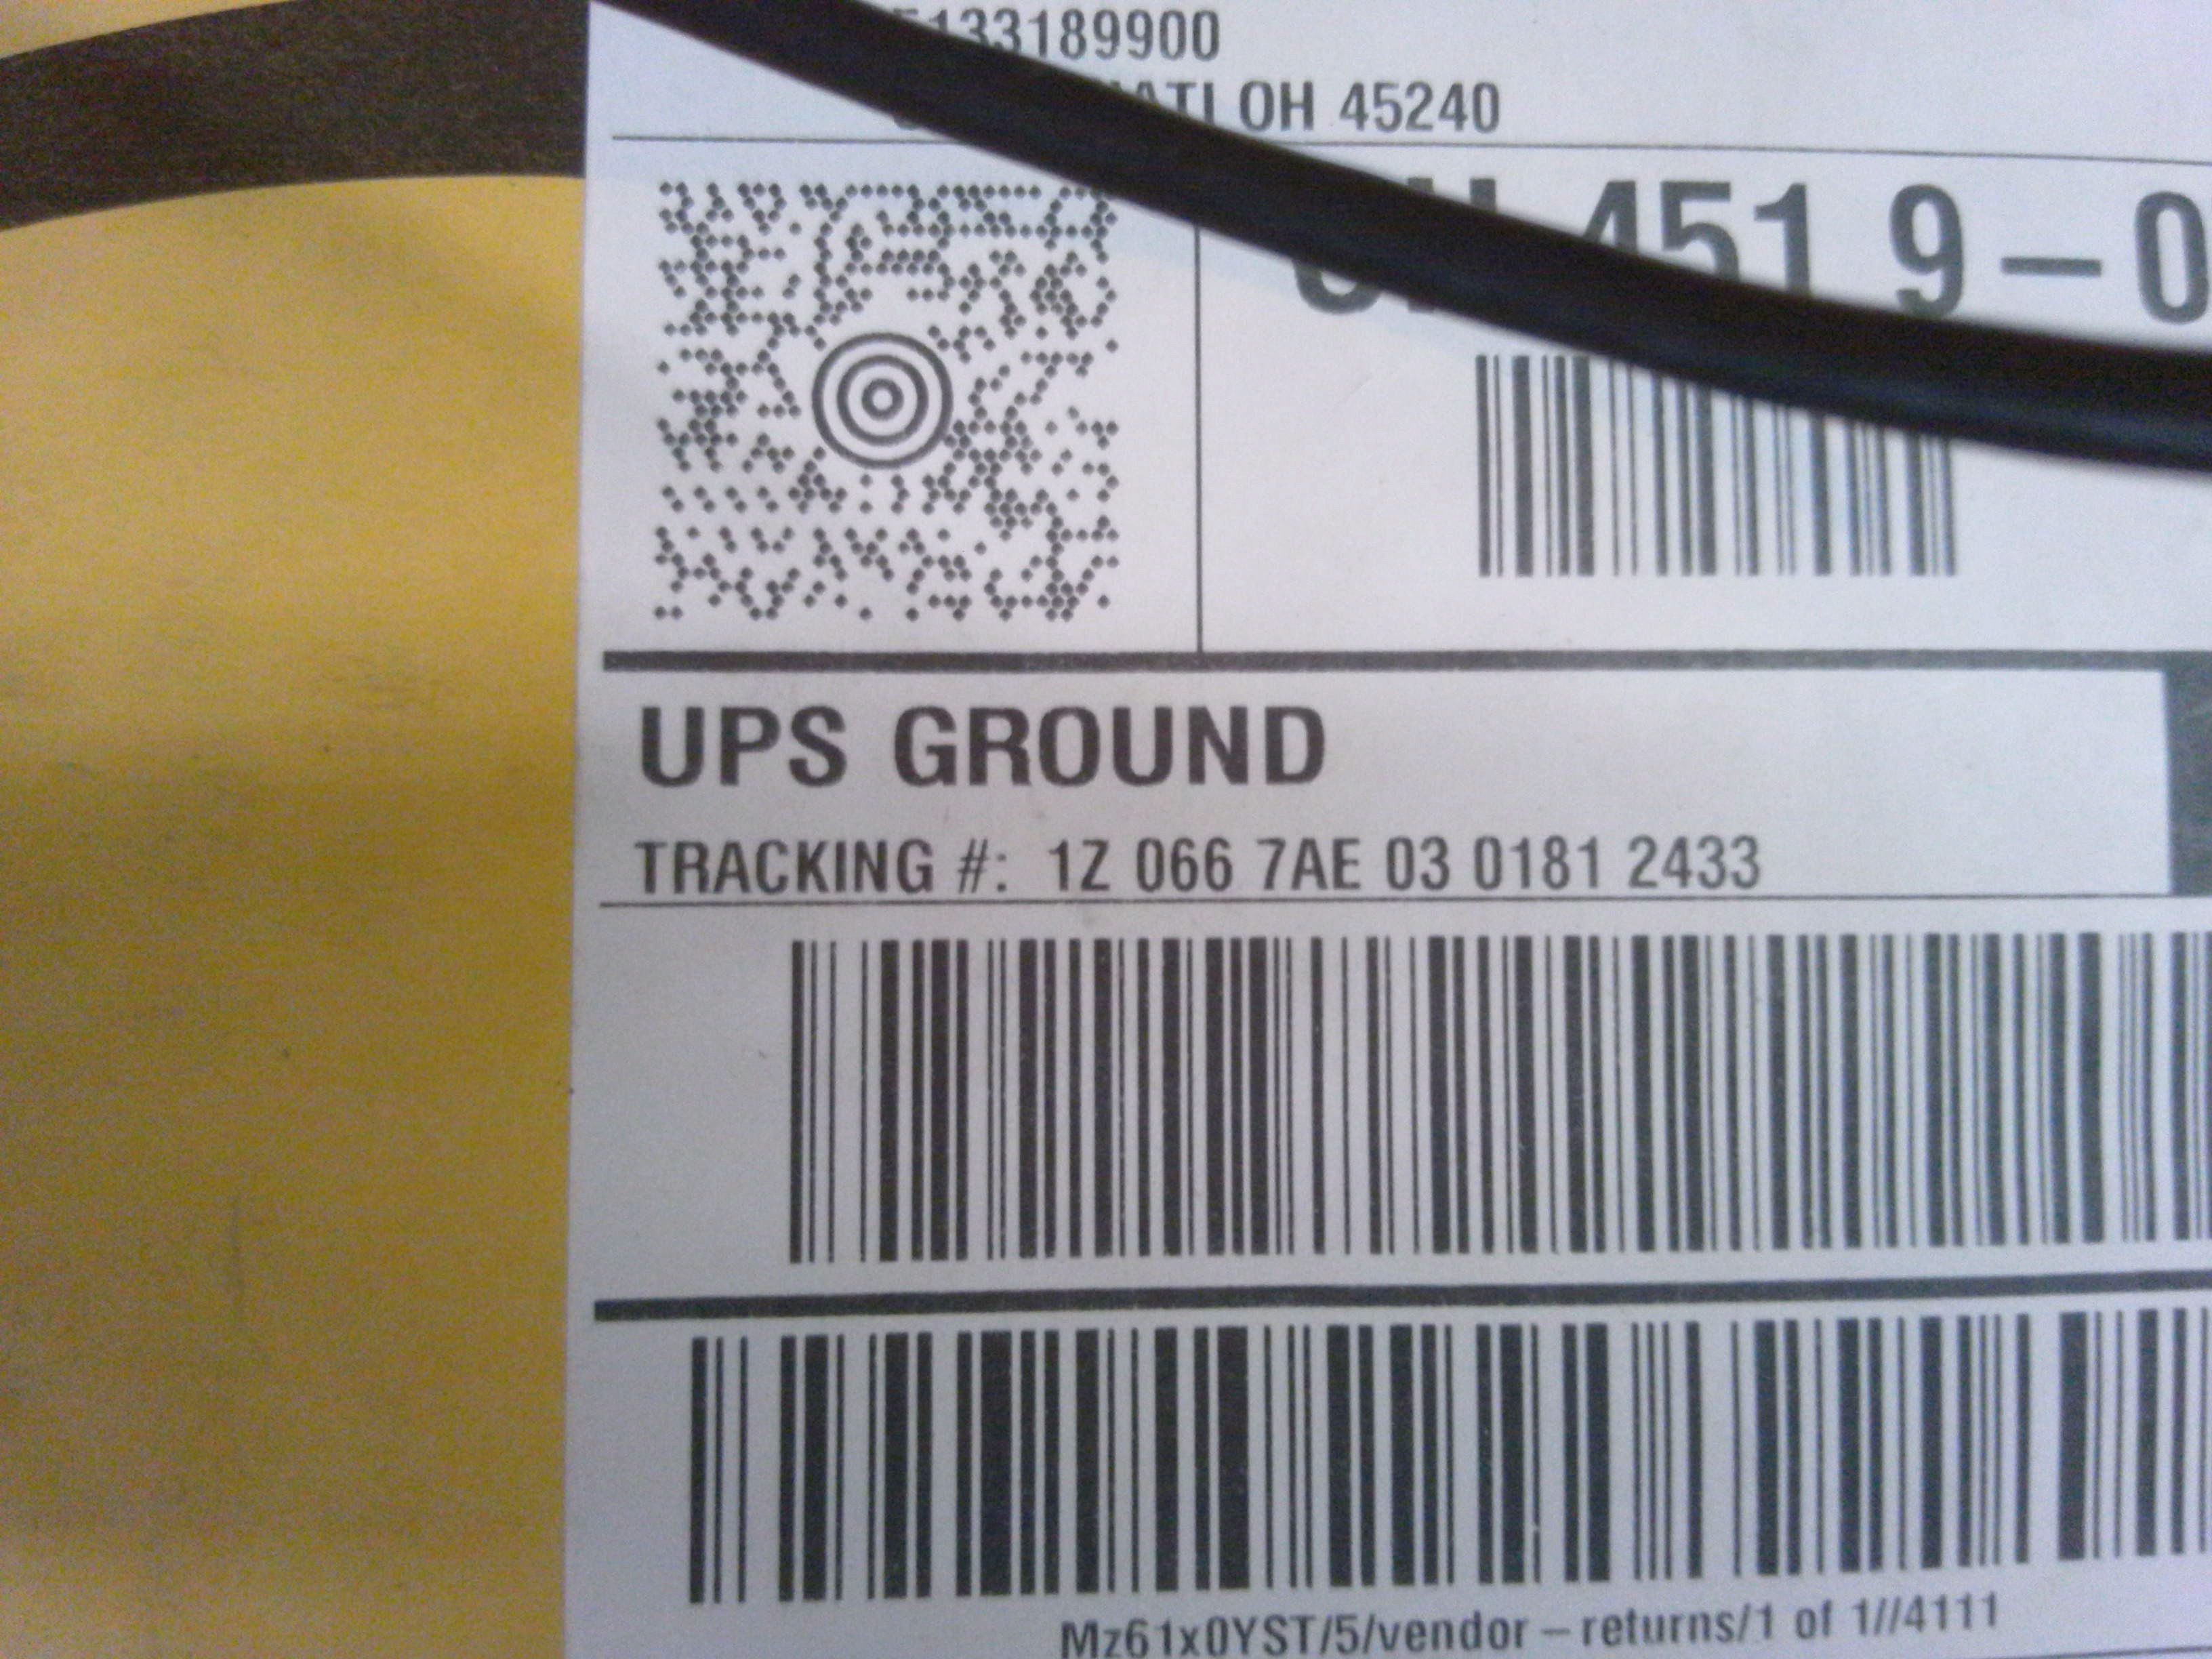 5133189900
OH 45240
451 9-0
UPS GROUND
TRACKING #: 1Z 066 7AE 03 0181 2433
Mz61x0YST/5/vendor-returns/1 of 1//4111